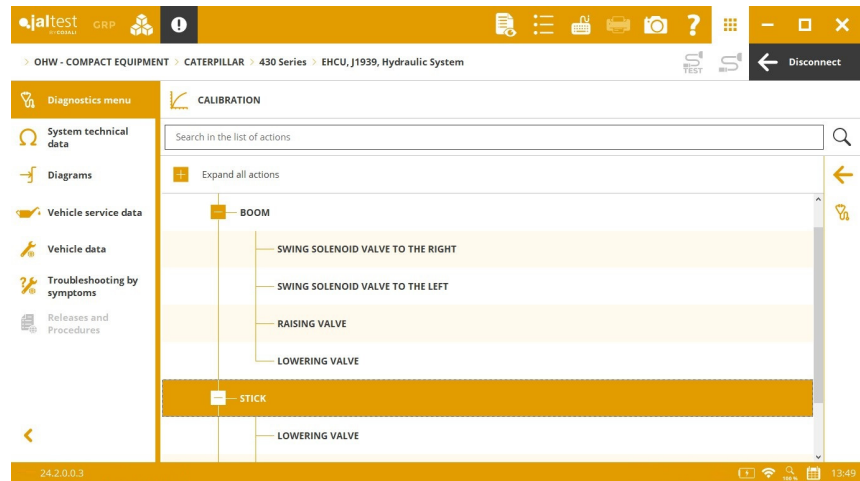 jaltest GRP
BY COJALI
> OHW - COMPACT EQUIPMENT > CATERPILLAR > 430 Series > EHCU, J1939, Hydraulic System
TEST
Disconnect
Diagnostics menu
CALIBRATION
System technical
data
Search in the list of actions
Diagrams
Expand all actions
Vehicle service data
BOOM
Vehicle data
SWING SOLENOID VALVE TO THE RIGHT
Troubleshooting by
symptoms
SWING SOLENOID VALVE TO THE LEFT
Releases and
Procedures
RAISING VALVE
LOWERING VALVE
STICK
LOWERING VALVE
24.2.0.0.3
100 %
13:49